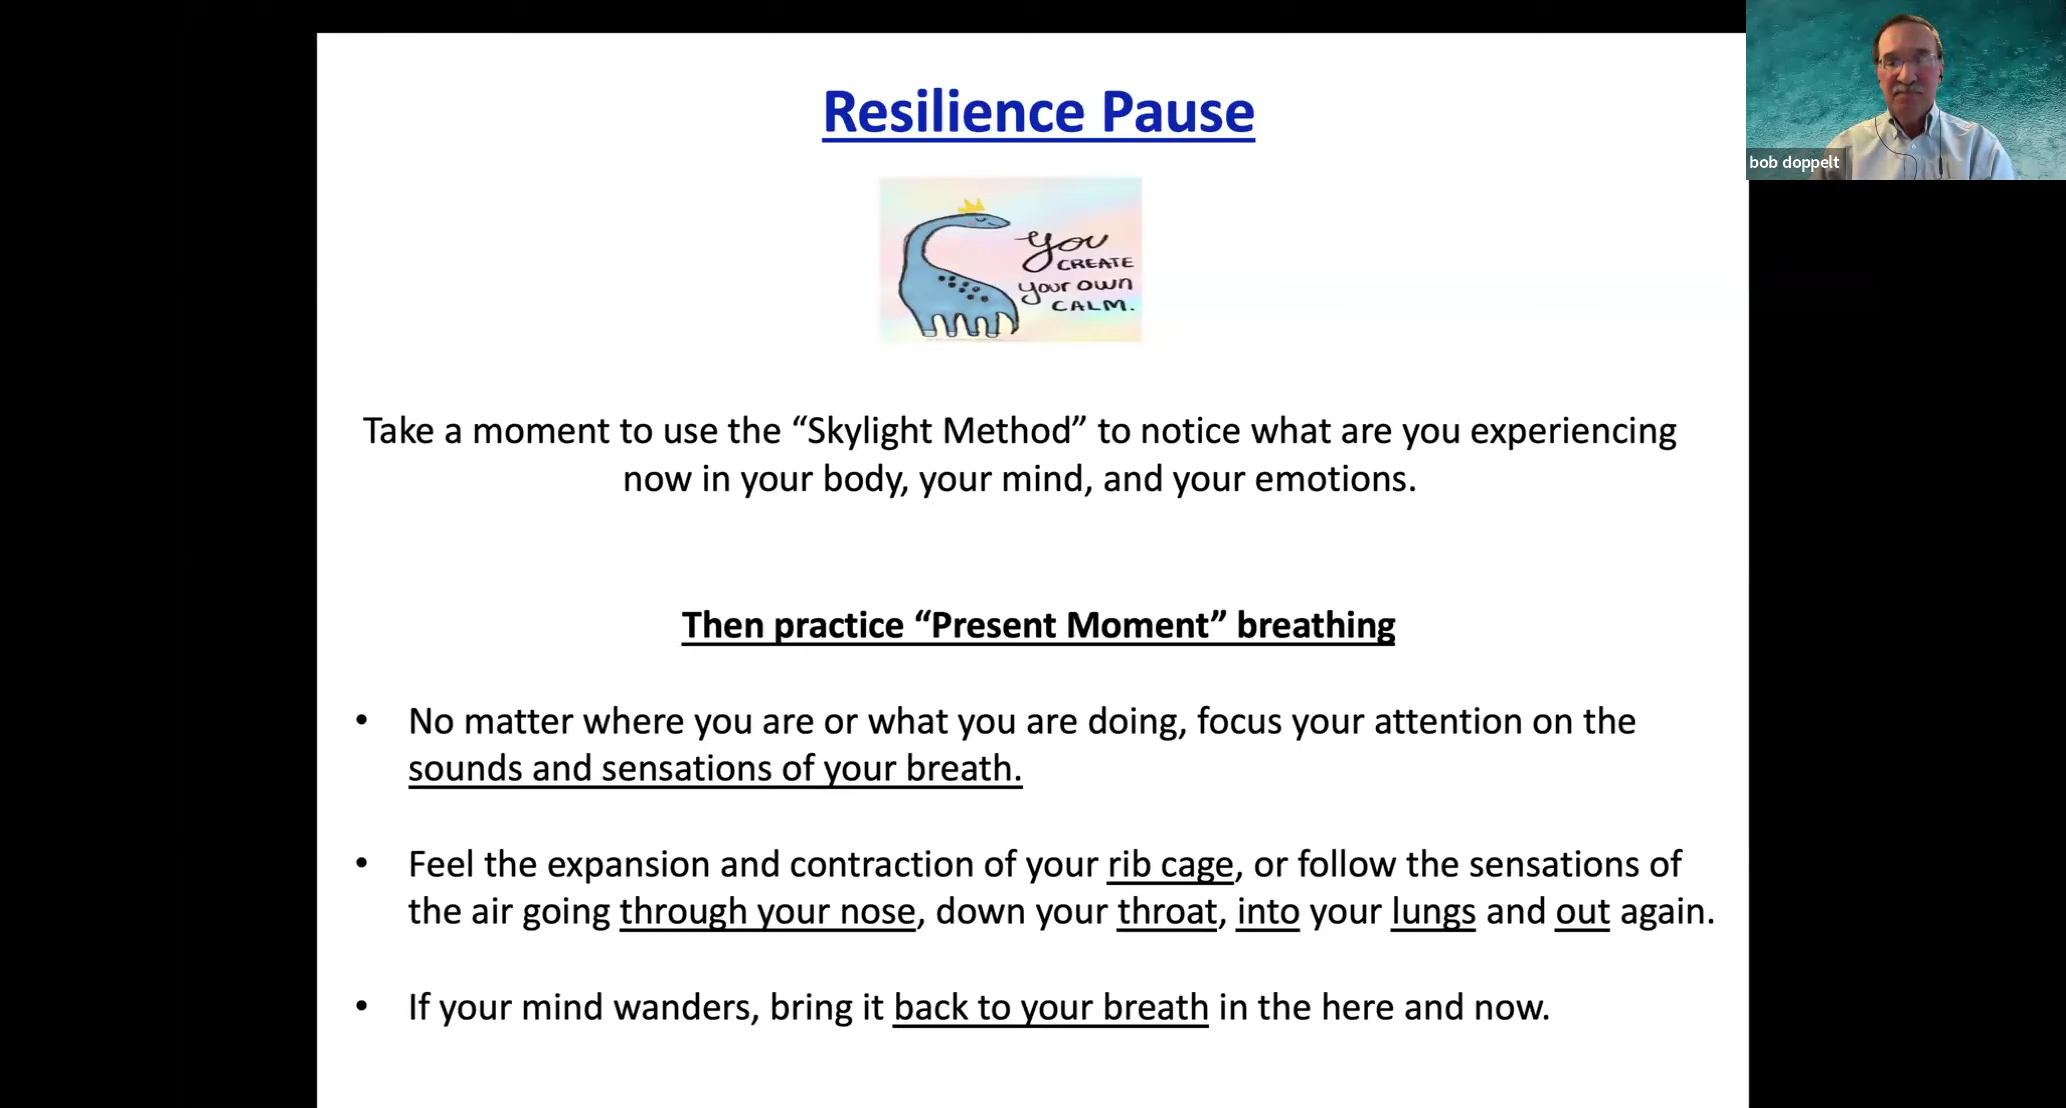 Resilience Pause
bob doppelt
You
CREATE
your own
CALM.
Take a moment to use the “Skylight Method” to notice what are you experiencing
now in your body, your mind, and your emotions.
Then practice “Present Moment” breathing
• No matter where you are or what you are doing, focus your attention on the
sounds and sensations of your breath.
• Feel the expansion and contraction of your rib cage, or follow the sensations of
the air going through your nose, down your throat, into your lungs and out again.
• If your mind wanders, bring it back to your breath in the here and now.